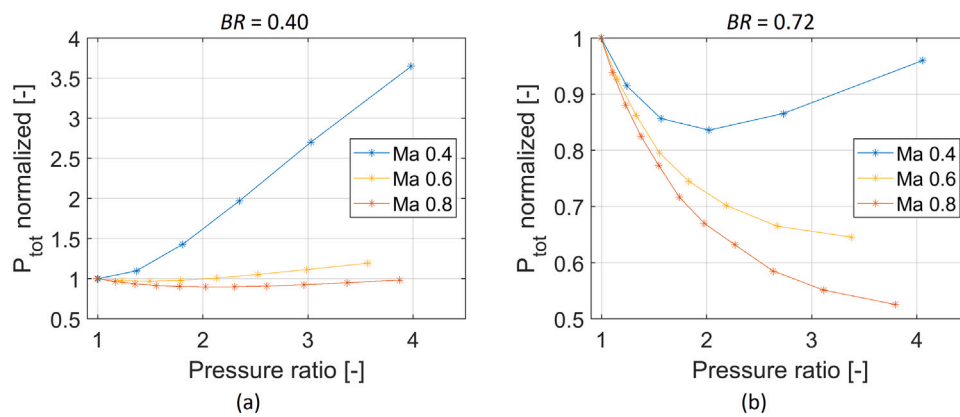 BR = 0.40
4
3.5
3
2.5
2
1.5
1
0.5
P_tot normalized [-]
Ma 0.4
Ma 0.6
Ma 0.8
1 2 3 4
Pressure ratio [-]
(a)
BR = 0.72
1
0.9
0.8
0.7
0.6
0.5
P_tot normalized [-]
Ma 0.4
Ma 0.6
Ma 0.8
1 2 3 4
Pressure ratio [-]
(b)